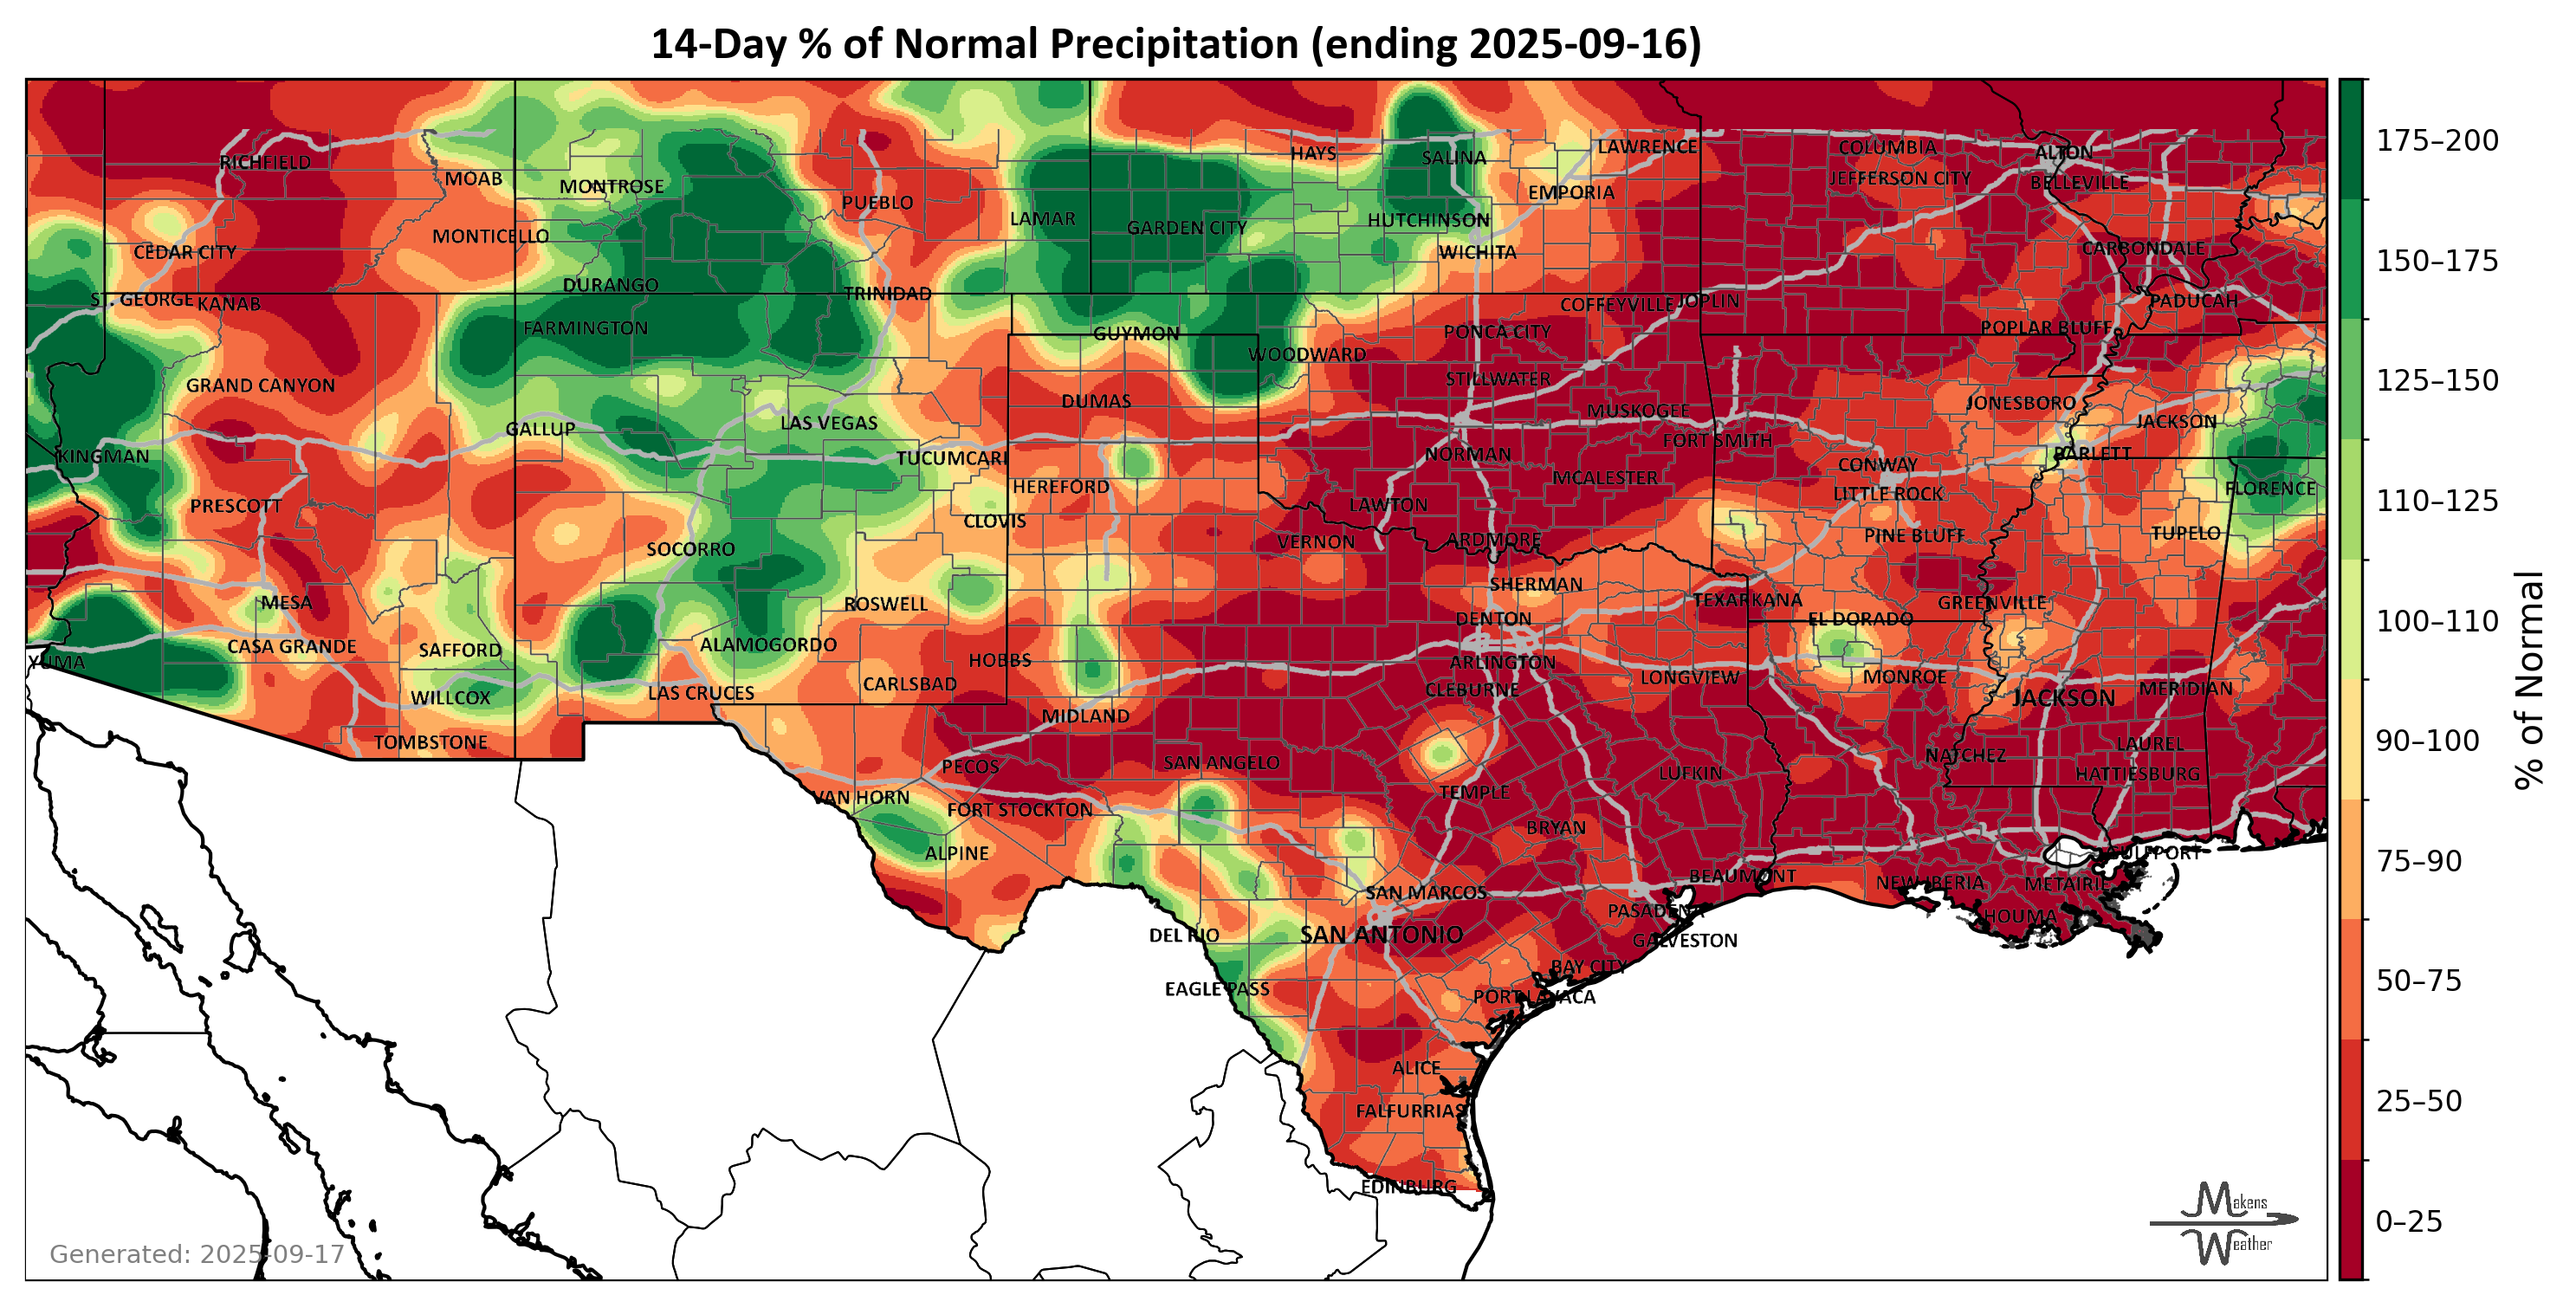 14-Day % of Normal Precipitation (ending 2025-09-16)
HAYS
SALINA
LAWRENCE
COLUMBIA
ALTON
RICHFIELD
MOAB
MONTROSE
PUEBLO
LAMAR
GARDEN CITY
HUTCHINSON
EMPORIA
JEFFERSON CITY
BELLEVILLE
CEDAR CITY
MONTICELLO
WICHITA
CARBONDALE
ST. GEORGE
KANAB
DURANGO
TRINIDAD
COFFEYVILLE
JOPLIN
PADUCAH
FARMINGTON
GUYMON
PONCA CITY
POPLAR BLUFF
WOODWARD
GRAND CANYON
STILLWATER
DUMAS
MUSKOGEE
JONESBORO
JACKSON
GALLUP
LAS VEGAS
FORT SMITH
KINGMAN
TUCUMCARI
NORMAN
CONWAY
BARLETT
HEREFORD
MCALESTER
LITTLE ROCK
FLORENCE
PRESCOTT
CLOVIS
LAWTON
SOCORRO
VERNON
ARDMORE
PINE BLUFF
TUPELO
MESA
ROSWELL
SHERMAN
TEXARKANA
GREENVILLE
CASA GRANDE
SAFFORD
ALAMOGORDO
DENTON
EL DORADO
YUMA
HOBBS
ARLINGTON
WILLCOX
LAS CRUCES
CARLSBAD
CLEBURNE
LONGVIEW
MONROE
JACKSON
MERIDIAN
TOMBSTONE
MIDLAND
NATCHEZ
LAUREL
PECOS
SAN ANGELO
LUFKIN
HATTIESBURG
VAN HORN
FORT STOCKTON
TEMPLE
ALPINE
BRYAN
GULFPORT
SAN MARCOS
BEAUMONT
NEW IBERIA
METAIRIE
DEL RIO
SAN ANTONIO
PASADENA
HOUMA
GALVESTON
EAGLE PASS
BAY CITY
PORT LAVACA
ALICE
FALFURRIAS
EDINBURG
175–200
150–175
125–150
110–125
100–110
90–100
75–90
50–75
25–50
0–25
% of Normal
Generated: 2025-09-17
Makens
Weather